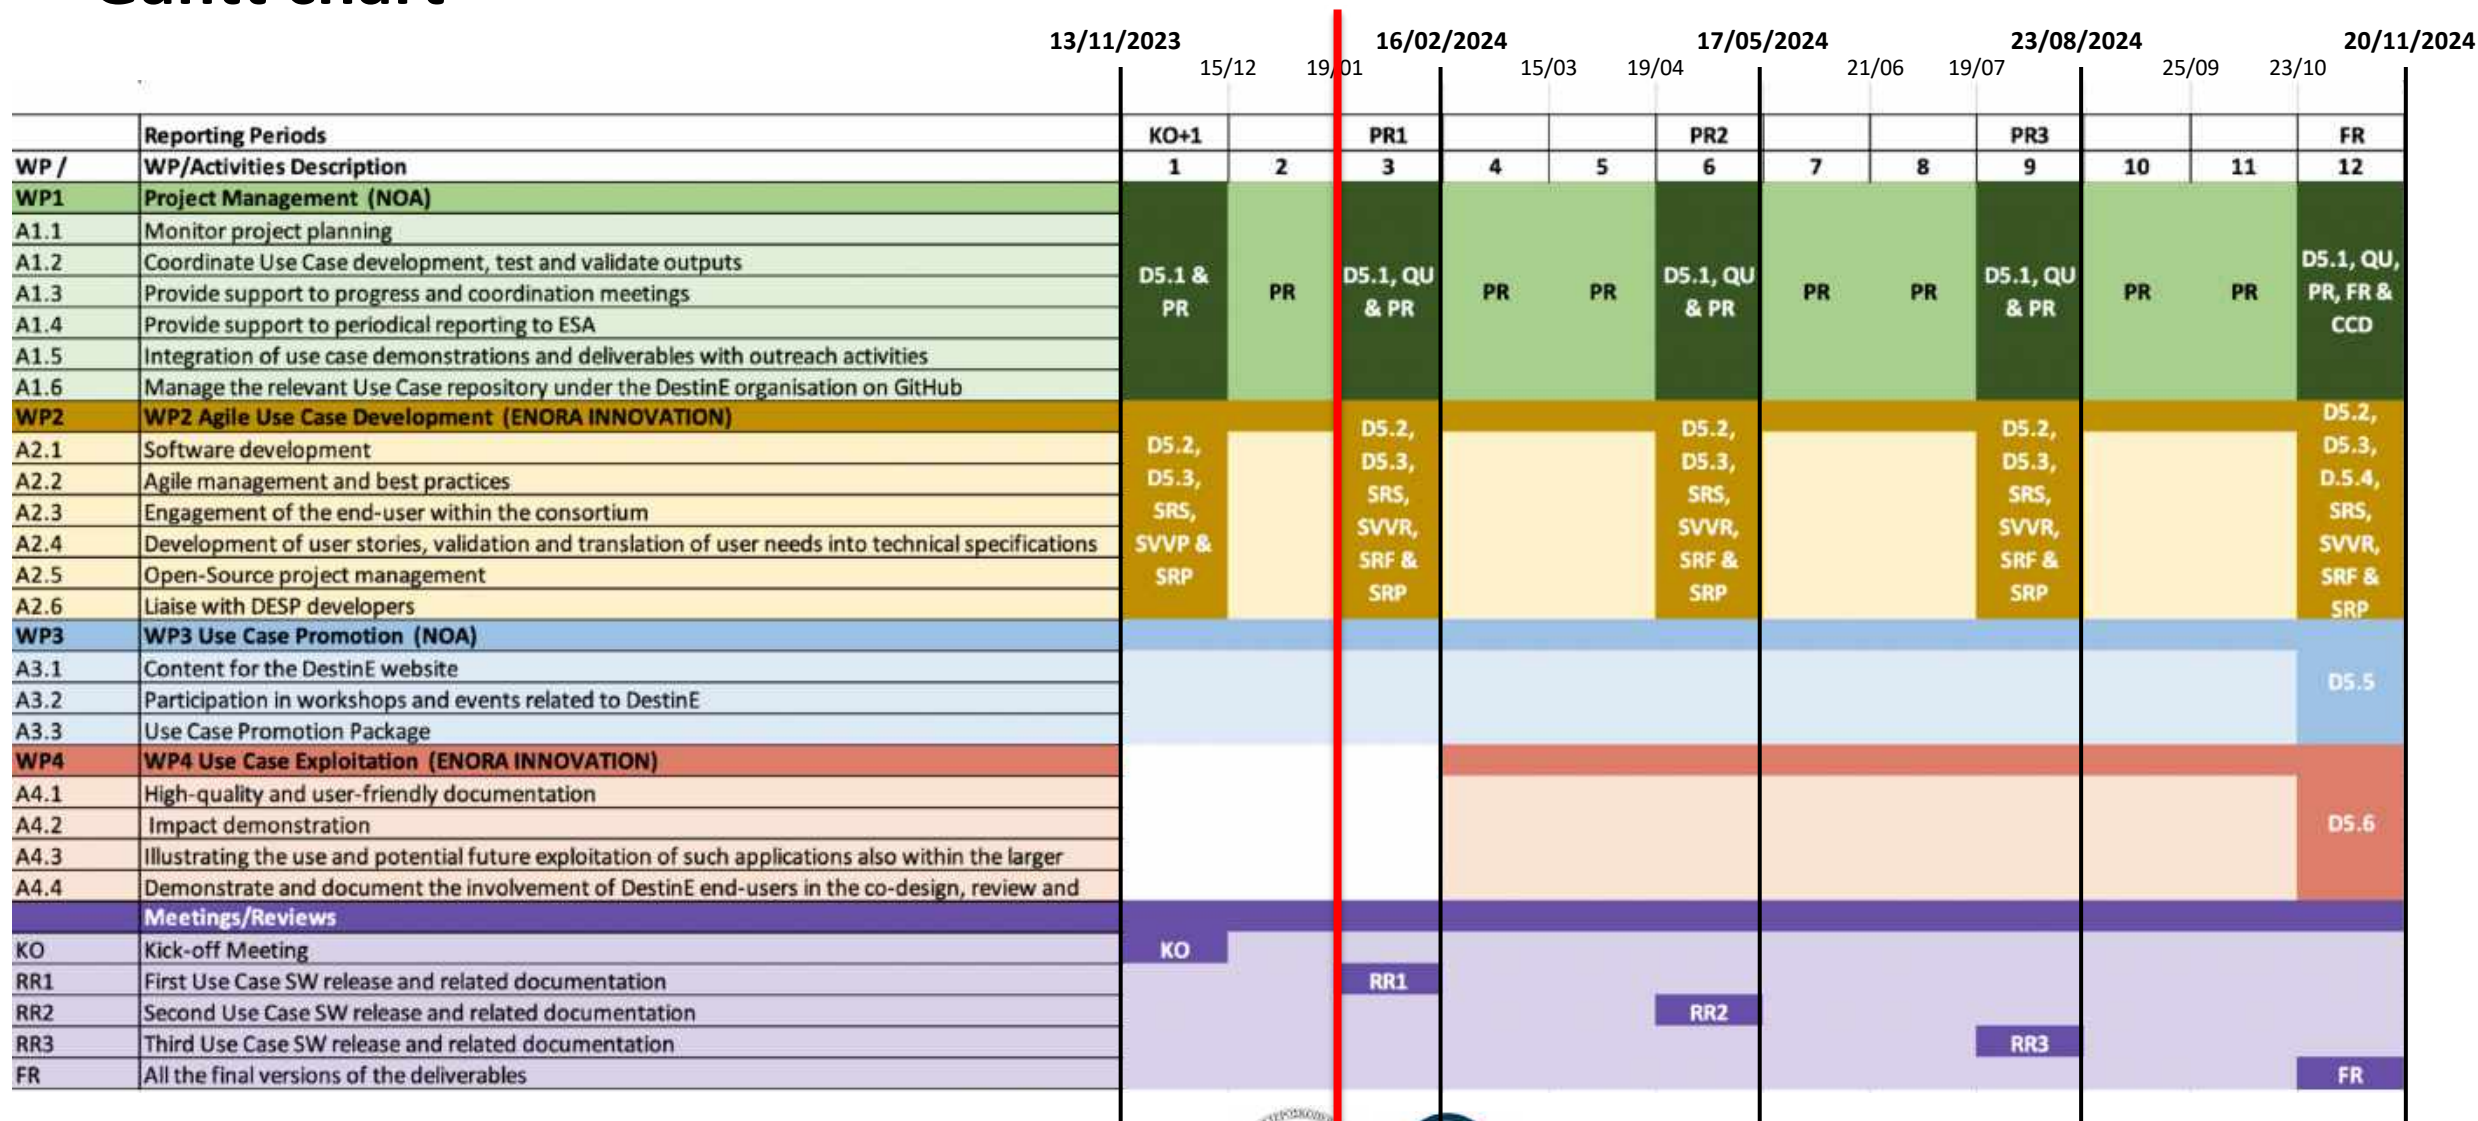 Gantt chart
13/11/2023 16/02/2024 17/05/2024 23/08/2024 20/11/2024
15/12 19/01 15/03 19/04 21/06 19/07 25/09 23/10
Reporting Periods KO+1 PR1 PR2 PR3 FR
WP / WP/Activities Description 1 2 3 4 5 6 7 8 9 10 11 12
WP1 Project Management (NOA)
A1.1 Monitor project planning
A1.2 Coordinate Use Case development, test and validate outputs
A1.3 Provide support to progress and coordination meetings
A1.4 Provide support to periodical reporting to ESA
A1.5 Integration of use case demonstrations and deliverables with outreach activities
A1.6 Manage the relevant Use Case repository under the DestinE organisation on GitHub
D5.1 &
PR
PR
D5.1, QU
& PR
PR
PR
D5.1, QU
& PR
PR
PR
D5.1, QU
& PR
PR
PR
D5.1, QU,
PR, FR &
CCD
WP2 WP2 Agile Use Case Development (ENORA INNOVATION)
A2.1 Software development
A2.2 Agile management and best practices
A2.3 Engagement of the end-user within the consortium
A2.4 Development of user stories, validation and translation of user needs into technical specifications
A2.5 Open-Source project management
A2.6 Liaise with DESP developers
D5.2,
D5.3,
SRS,
SVVP &
SRP
D5.2,
D5.3,
SRS,
SVVR,
SRF &
SRP
D5.2,
D5.3,
SRS,
SVVR,
SRF &
SRP
D5.2,
D5.3,
SRS,
SVVR,
SRF &
SRP
D5.2,
D5.3,
D.5.4,
SRS,
SVVR,
SRF &
SRP
WP3 WP3 Use Case Promotion (NOA)
A3.1 Content for the DestinE website
A3.2 Participation in workshops and events related to DestinE
A3.3 Use Case Promotion Package
D5.5
WP4 WP4 Use Case Exploitation (ENORA INNOVATION)
A4.1 High-quality and user-friendly documentation
A4.2 Impact demonstration
A4.3 Illustrating the use and potential future exploitation of such applications also within the larger
A4.4 Demonstrate and document the involvement of DestinE end-users in the co-design, review and
D5.6
Meetings/Reviews
KO Kick-off Meeting KO
RR1 First Use Case SW release and related documentation RR1
RR2 Second Use Case SW release and related documentation RR2
RR3 Third Use Case SW release and related documentation RR3
FR All the final versions of the deliverables FR